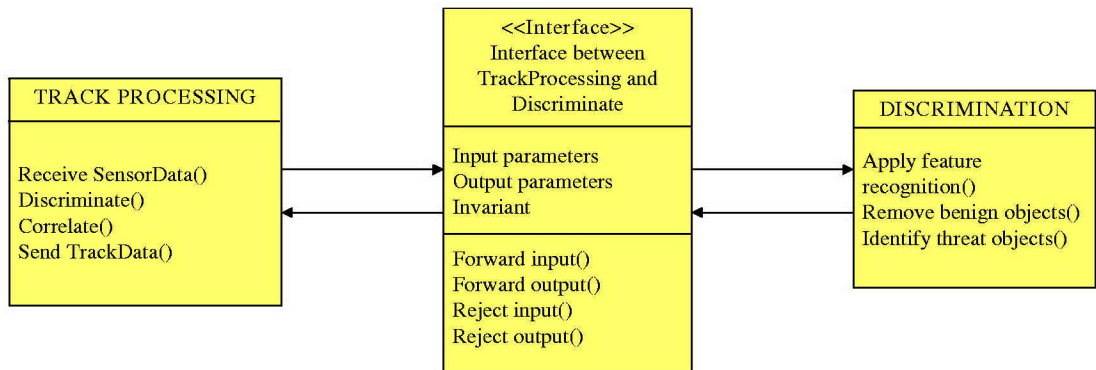 TRACK PROCESSING
Receive SensorData()
Discriminate()
Correlate()
Send TrackData()
<<Interface>>
Interface between
TrackProcessing and
Discriminate
Input parameters
Output parameters
Invariant
Forward input()
Forward output()
Reject input()
Reject output()
DISCRIMINATION
Apply feature
recognition()
Remove benign objects()
Identify threat objects()